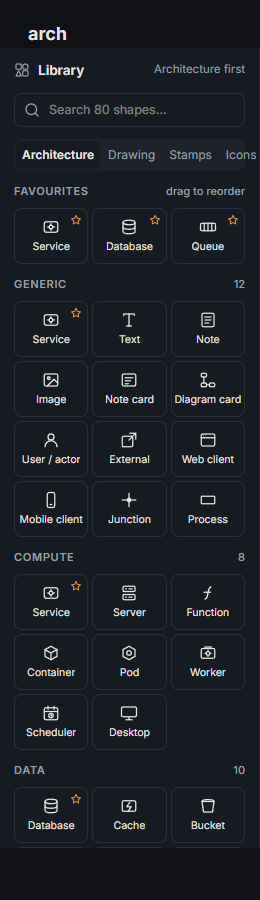 arch
Library Architecture first
Search 80 shapes...
Architecture Drawing Stamps Icons
FAVOURITES drag to reorder
Service Database Queue
GENERIC 12
Service Text Note
Image Note card Diagram card
User / actor External Web client
Mobile client Junction Process
COMPUTE 8
Service Server Function
Container Pod Worker
Scheduler Desktop
DATA 10
Database Cache Bucket